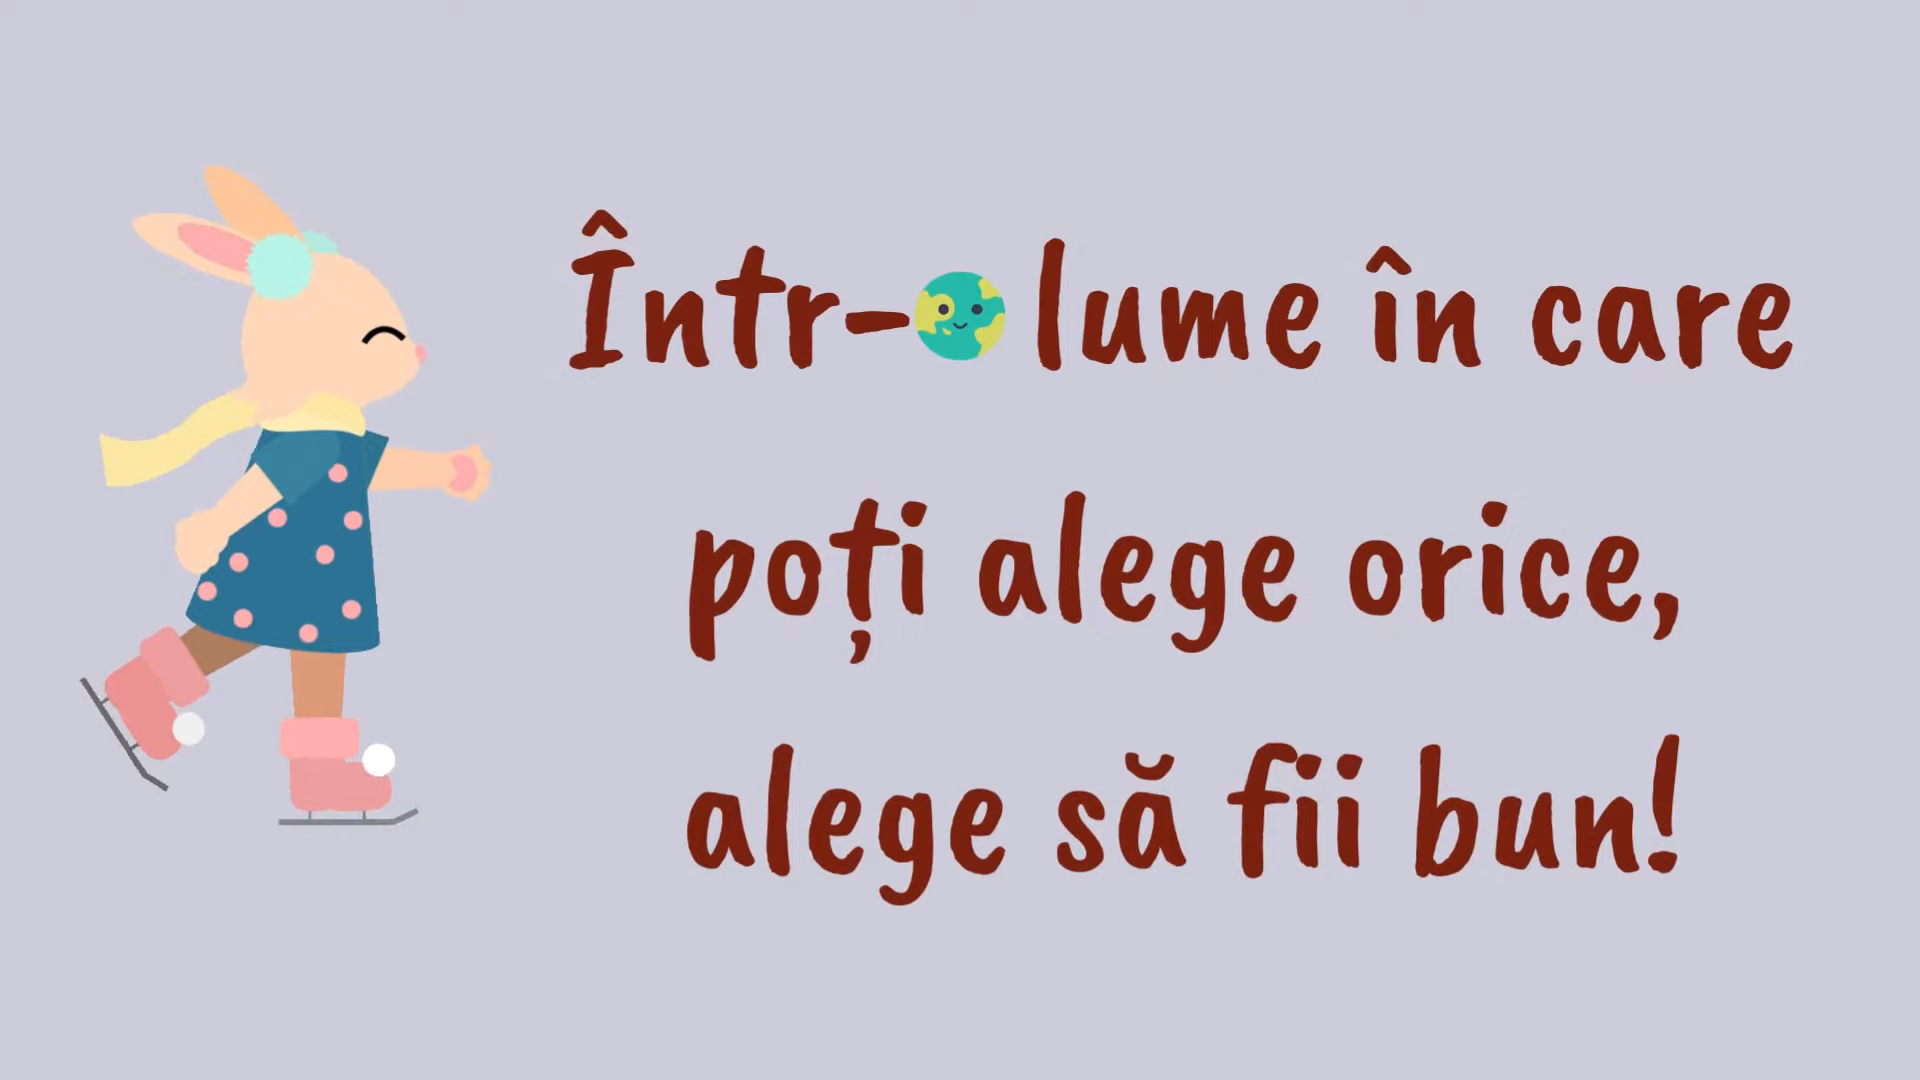 Într-o lume în care
poți alege orice,
alege să fii bun!